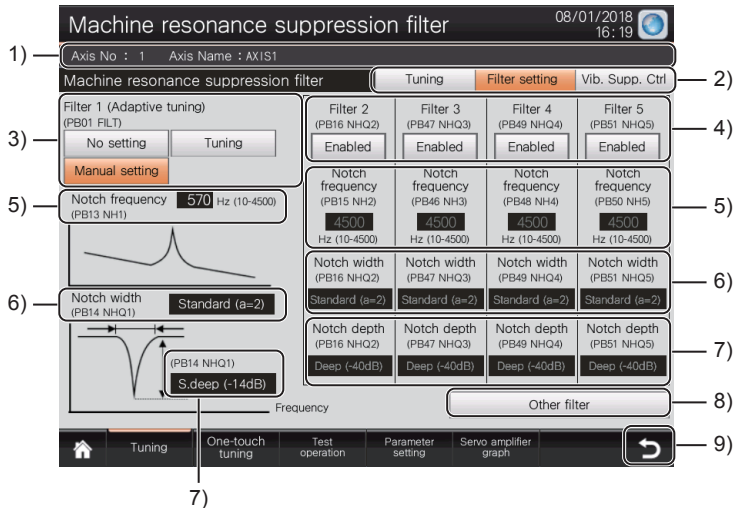 Machine resonance suppression filter
08/01/2018
16:19
1)
Axis No : 1 Axis Name : AXIS1
Machine resonance suppression filter
Tuning
Filter setting
Vib. Supp. Ctrl
2)
Filter 1 (Adaptive tuning)
(PB01 FILT)
3)
No setting
Tuning
Manual setting
Filter 2
(PB16 NHQ2)
Enabled
Filter 3
(PB47 NHQ3)
Enabled
Filter 4
(PB49 NHQ4)
Enabled
Filter 5
(PB51 NHQ5)
Enabled
4)
5)
Notch frequency
570 Hz (10-4500)
(PB13 NH1)
Notch
frequency
(PB15 NH2)
4500
Hz (10-4500)
Notch
frequency
(PB46 NH3)
4500
Hz (10-4500)
Notch
frequency
(PB48 NH4)
4500
Hz (10-4500)
Notch
frequency
(PB50 NH5)
4500
Hz (10-4500)
5)
6)
Notch width
(PB14 NHQ1)
Standard (a=2)
Notch width
(PB16 NHQ2)
Standard (a=2)
Notch width
(PB47 NHQ3)
Standard (a=2)
Notch width
(PB49 NHQ4)
Standard (a=2)
Notch width
(PB51 NHQ5)
Standard (a=2)
6)
(PB14 NHQ1)
S.deep (-14dB)
Frequency
7)
Notch depth
(PB16 NHQ2)
Deep (-40dB)
Notch depth
(PB47 NHQ3)
Deep (-40dB)
Notch depth
(PB49 NHQ4)
Deep (-40dB)
Notch depth
(PB51 NHQ5)
Deep (-40dB)
7)
Other filter
8)
Tuning
One-touch
tuning
Test
operation
Parameter
setting
Servo amplifier
graph
9)